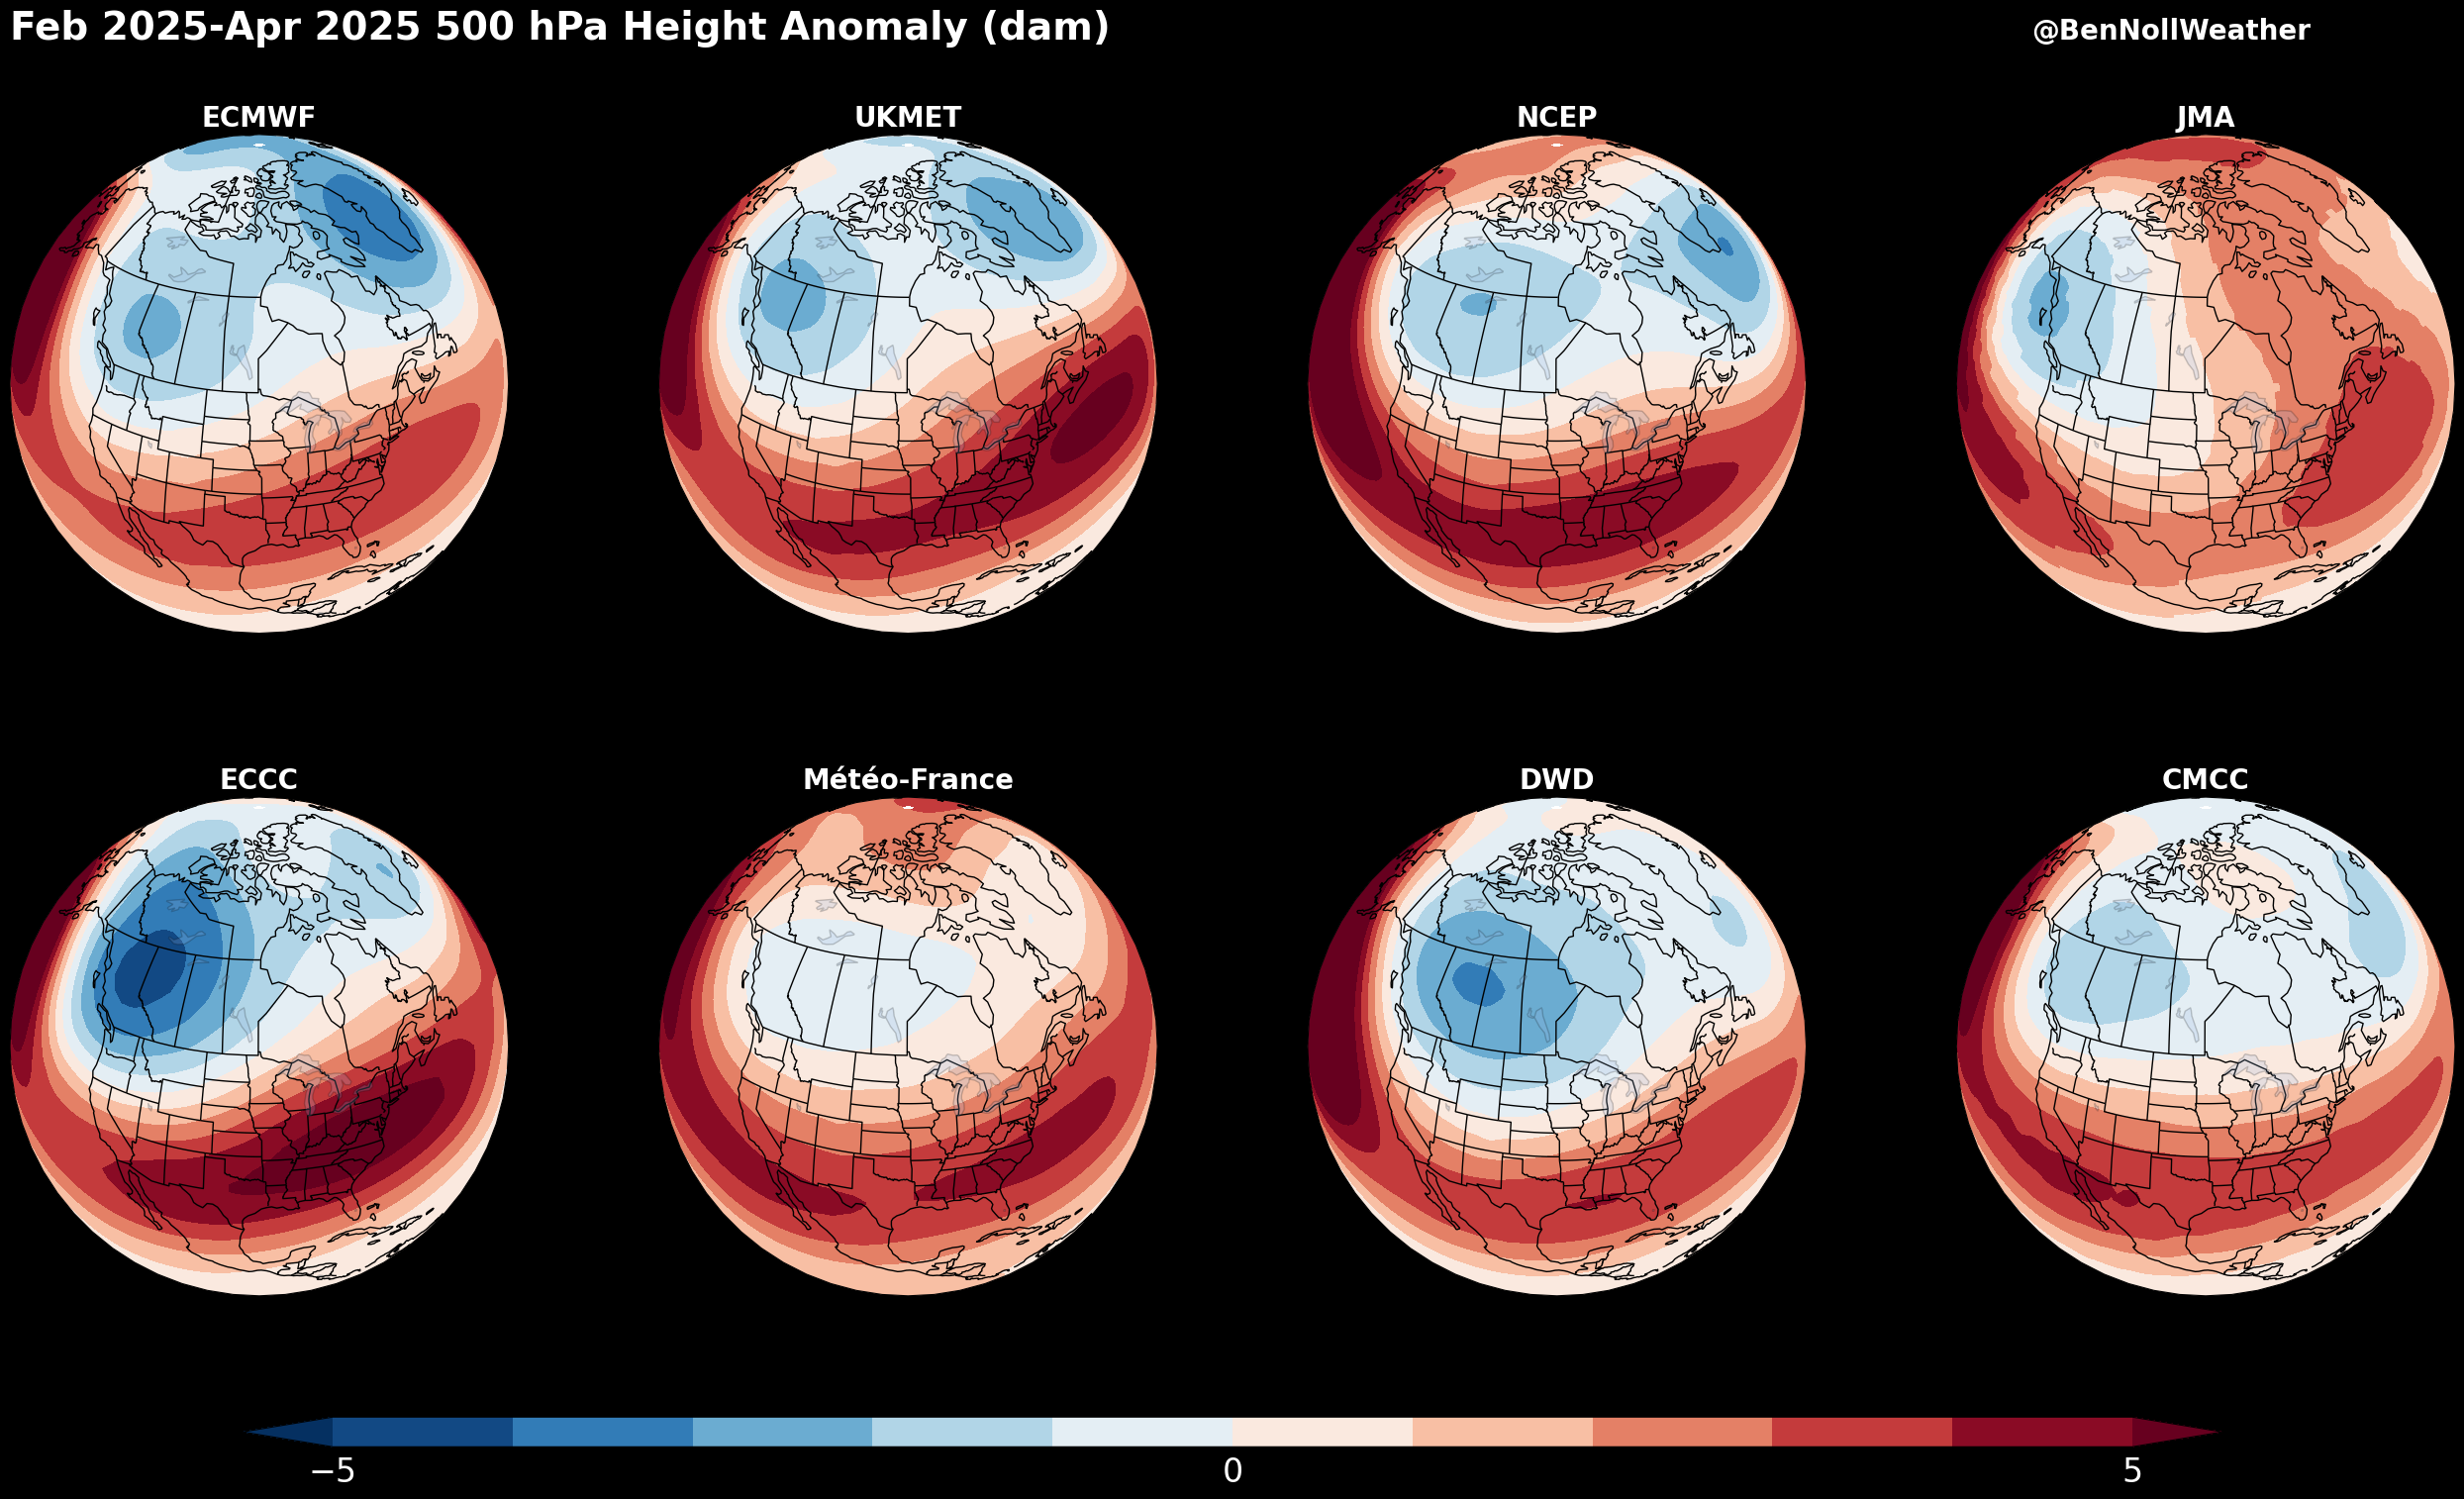 Feb 2025-Apr 2025 500 hPa Height Anomaly (dam)
@BenNollWeather
ECMWF
UKMET
NCEP
JMA
ECCC
Météo-France
DWD
CMCC
−5
0
5